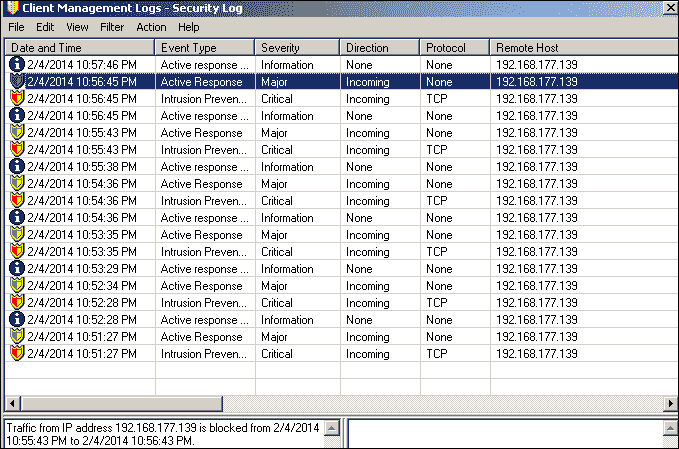 Client Management Logs - Security Log
File Edit View Filter Action Help
Date and Time Event Type Severity Direction Protocol Remote Host
2/4/2014 10:57:46 PM Active response ... Information None None 192.168.177.139
2/4/2014 10:56:45 PM Active Response Major Incoming None 192.168.177.139
2/4/2014 10:56:45 PM Intrusion Preven... Critical Incoming TCP 192.168.177.139
2/4/2014 10:56:45 PM Active response ... Information None None 192.168.177.139
2/4/2014 10:55:43 PM Active Response Major Incoming None 192.168.177.139
2/4/2014 10:55:43 PM Intrusion Preven... Critical Incoming TCP 192.168.177.139
2/4/2014 10:55:38 PM Active response ... Information None None 192.168.177.139
2/4/2014 10:54:36 PM Active Response Major Incoming None 192.168.177.139
2/4/2014 10:54:36 PM Intrusion Preven... Critical Incoming TCP 192.168.177.139
2/4/2014 10:54:36 PM Active response ... Information None None 192.168.177.139
2/4/2014 10:53:35 PM Active Response Major Incoming None 192.168.177.139
2/4/2014 10:53:35 PM Intrusion Preven... Critical Incoming TCP 192.168.177.139
2/4/2014 10:53:29 PM Active response ... Information None None 192.168.177.139
2/4/2014 10:52:34 PM Active Response Major Incoming None 192.168.177.139
2/4/2014 10:52:28 PM Intrusion Preven... Critical Incoming TCP 192.168.177.139
2/4/2014 10:52:28 PM Active response ... Information None None 192.168.177.139
2/4/2014 10:51:27 PM Active Response Major Incoming None 192.168.177.139
2/4/2014 10:51:27 PM Intrusion Preven... Critical Incoming TCP 192.168.177.139
Traffic from IP address 192.168.177.139 is blocked from 2/4/2014
10:55:43 PM to 2/4/2014 10:56:43 PM.